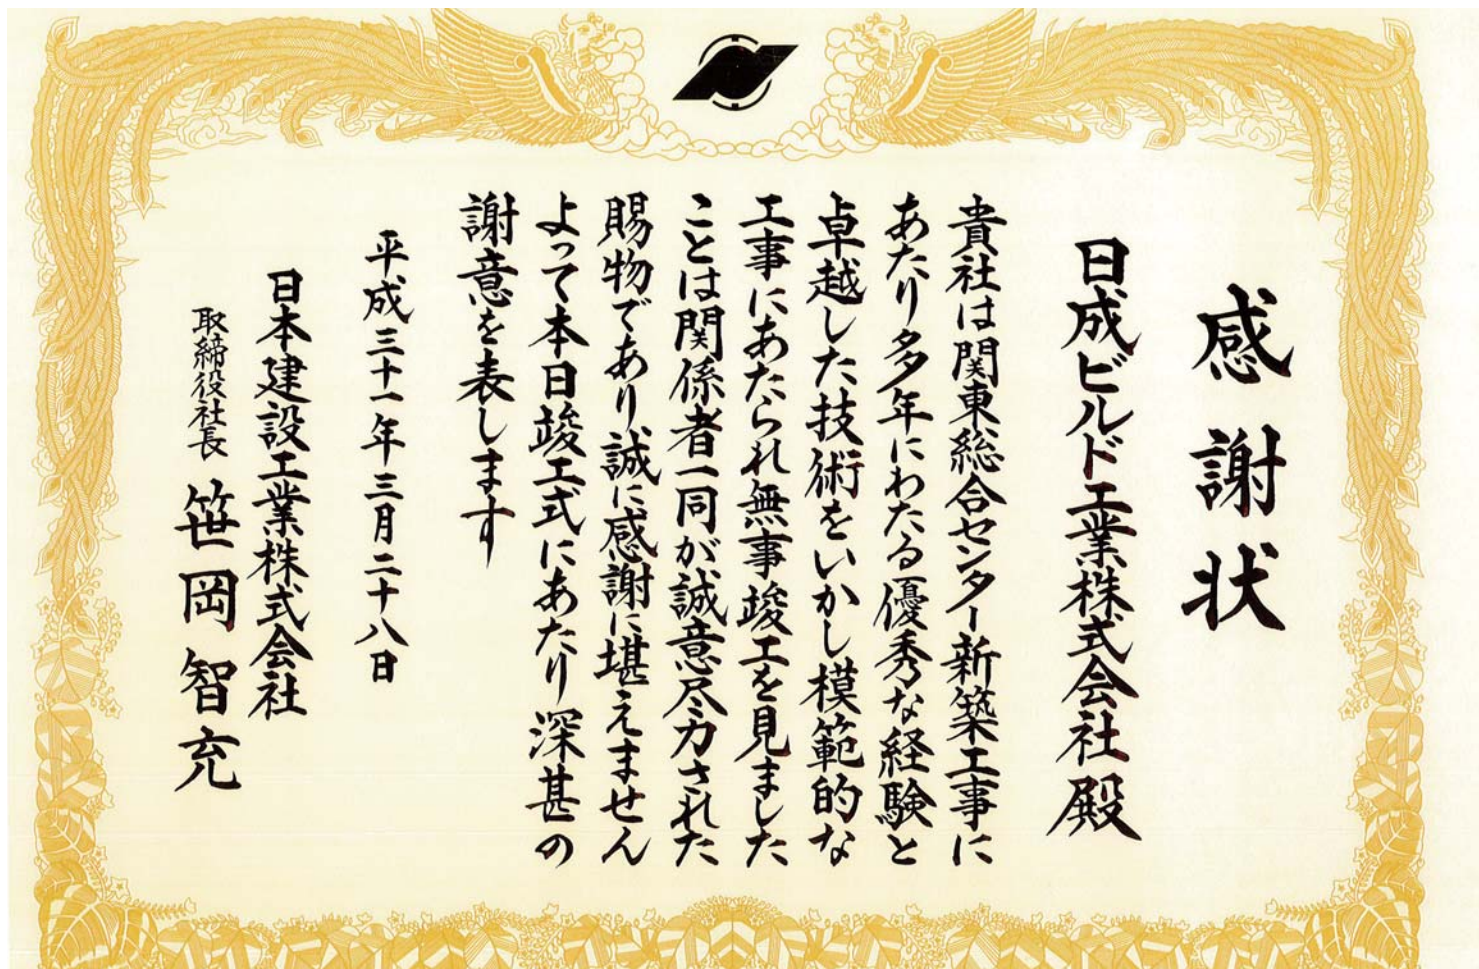 感謝状
日成ビルド工業株式会社殿
貴社は関東総合センター新築工事に
あたり多年にわたる優秀な経験と
卓越した技術をいかし模範的な
工事にあたられ無事竣工を見ました
ことは関係者一同が誠意尽力された
賜物であり誠に感謝に堪えません
よって本日竣工式にあたり深甚の
謝意を表します
平成三十一年三月二十八日
日本建設工業株式会社
取締役社長 笹岡智充